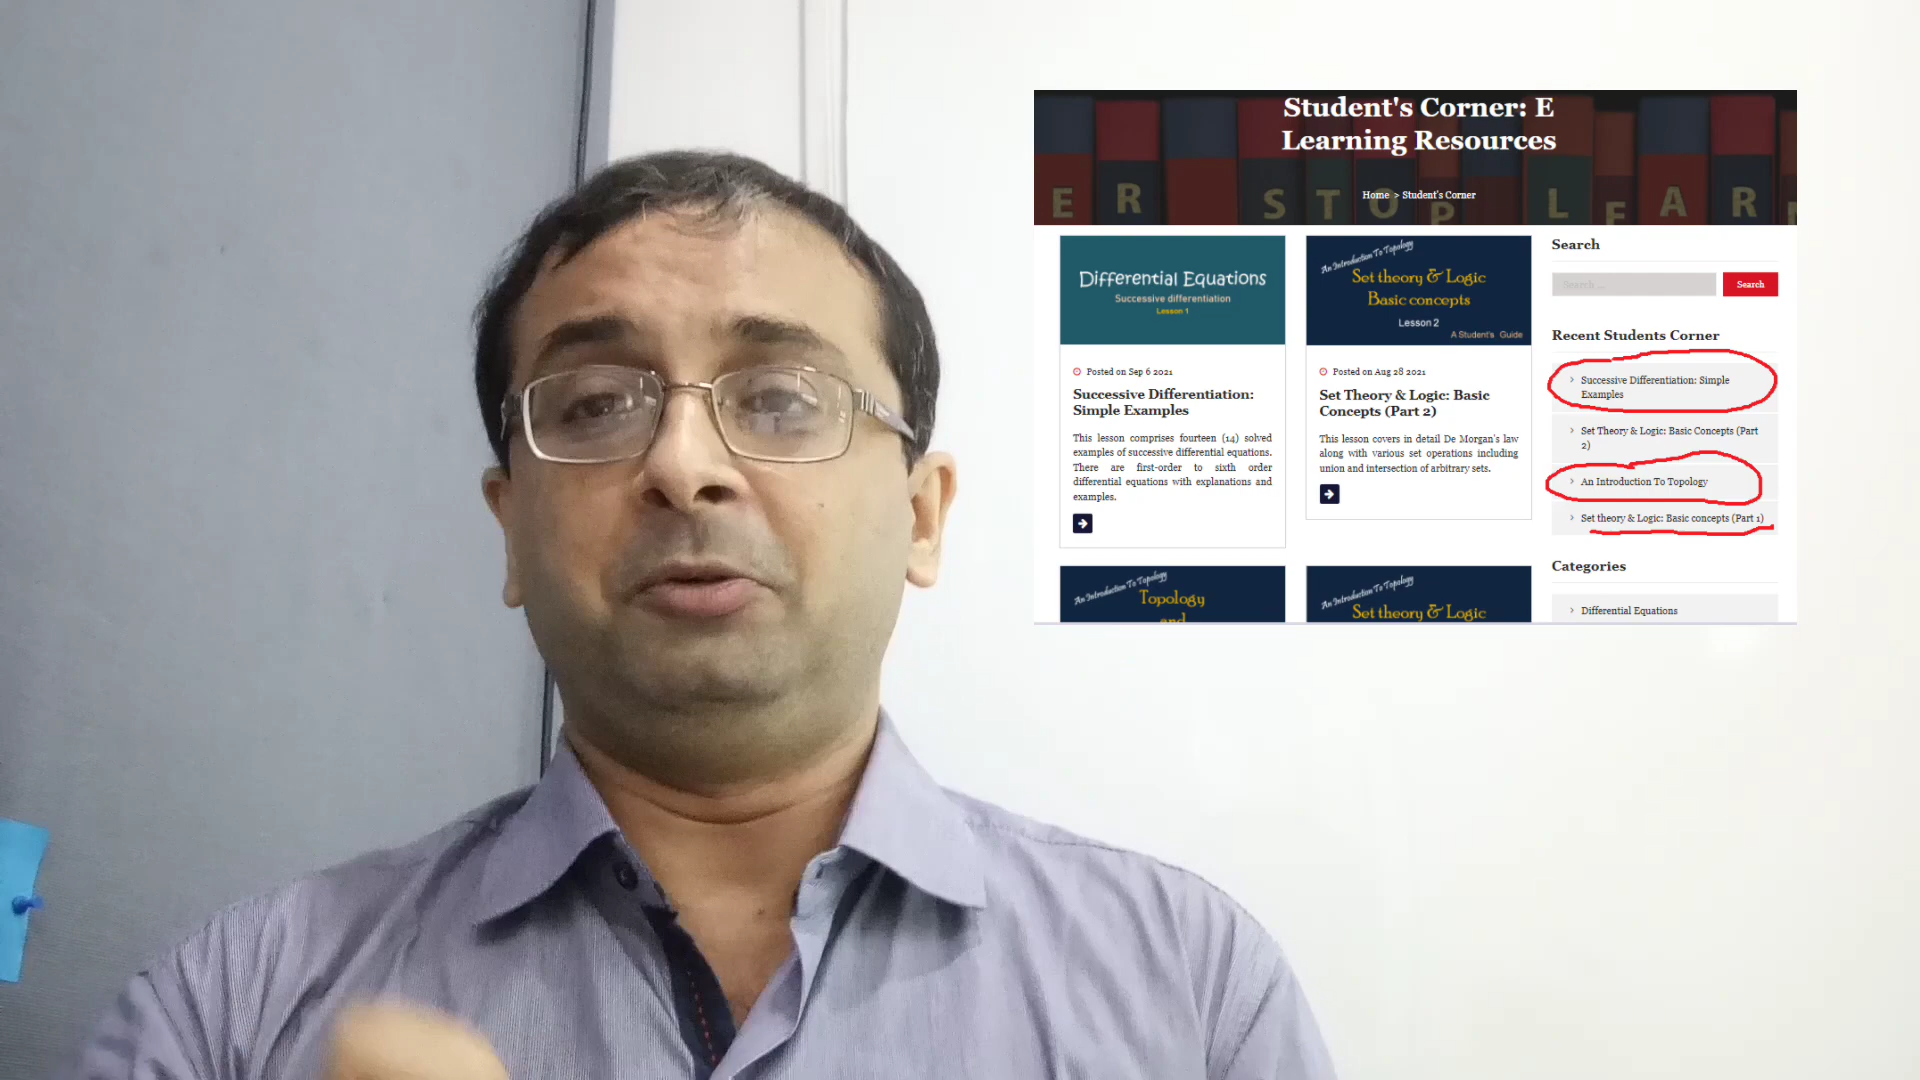 Student's Corner: E
Learning Resources
Home > Student's Corner
E R S T O P L E A R N
Differential Equations
Successive differentiation
Lesson 1
Posted on Sep 6 2021
Successive Differentiation:
Simple Examples
This lesson comprises fourteen (14) solved
examples of successive differential equations.
There are first-order to sixth order
differential equations with explanations and
examples.
An Introduction To Topology
Set theory & Logic
Basic concepts
Lesson 2
A Student's Guide
Posted on Aug 28 2021
Set Theory & Logic: Basic
Concepts (Part 2)
This lesson covers in detail De Morgan's law
along with various set operations including
union and intersection of arbitrary sets.
An Introduction To Topology
Topology
and
An Introduction To Topology
Set theory & Logic
Search
Search ...
Search
Recent Students Corner
Successive Differentiation: Simple
Examples
Set Theory & Logic: Basic Concepts (Part
2)
An Introduction To Topology
Set theory & Logic: Basic concepts (Part 1)
Categories
Differential Equations